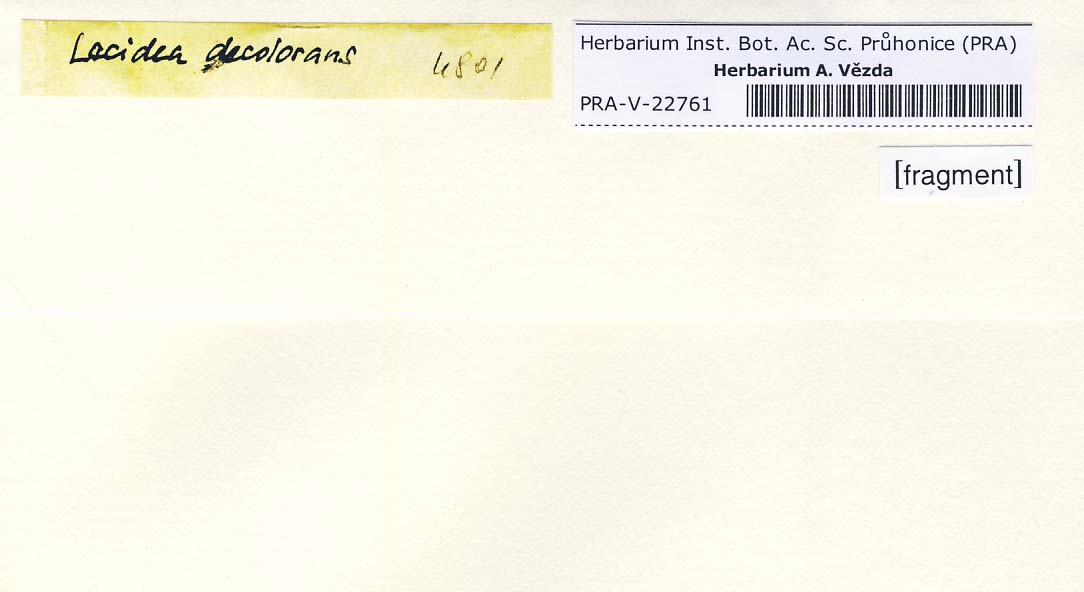 Lecidea decolorans 4801
Herbarium Inst. Bot. Ac. Sc. Průhonice (PRA)
Herbarium A. Vězda
PRA-V-22761
[fragment]